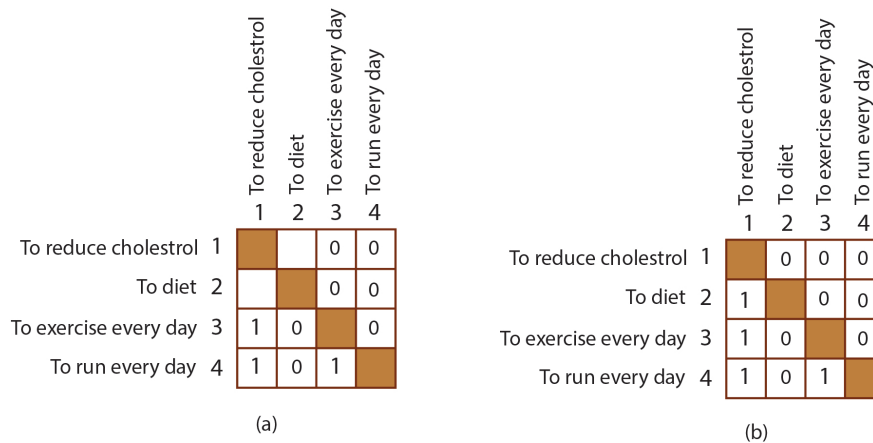 To reduce cholestrol
To diet
To exercise every day
To run every day
1 2 3 4
To reduce cholestrol 1 0 0
To diet 2 0 0
To exercise every day 3 1 0 0
To run every day 4 1 0 1
(a)
To reduce cholestrol
To diet
To exercise every day
To run every day
1 2 3 4
To reduce cholestrol 1 0 0 0
To diet 2 1 0 0
To exercise every day 3 1 0 0
To run every day 4 1 0 1
(b)